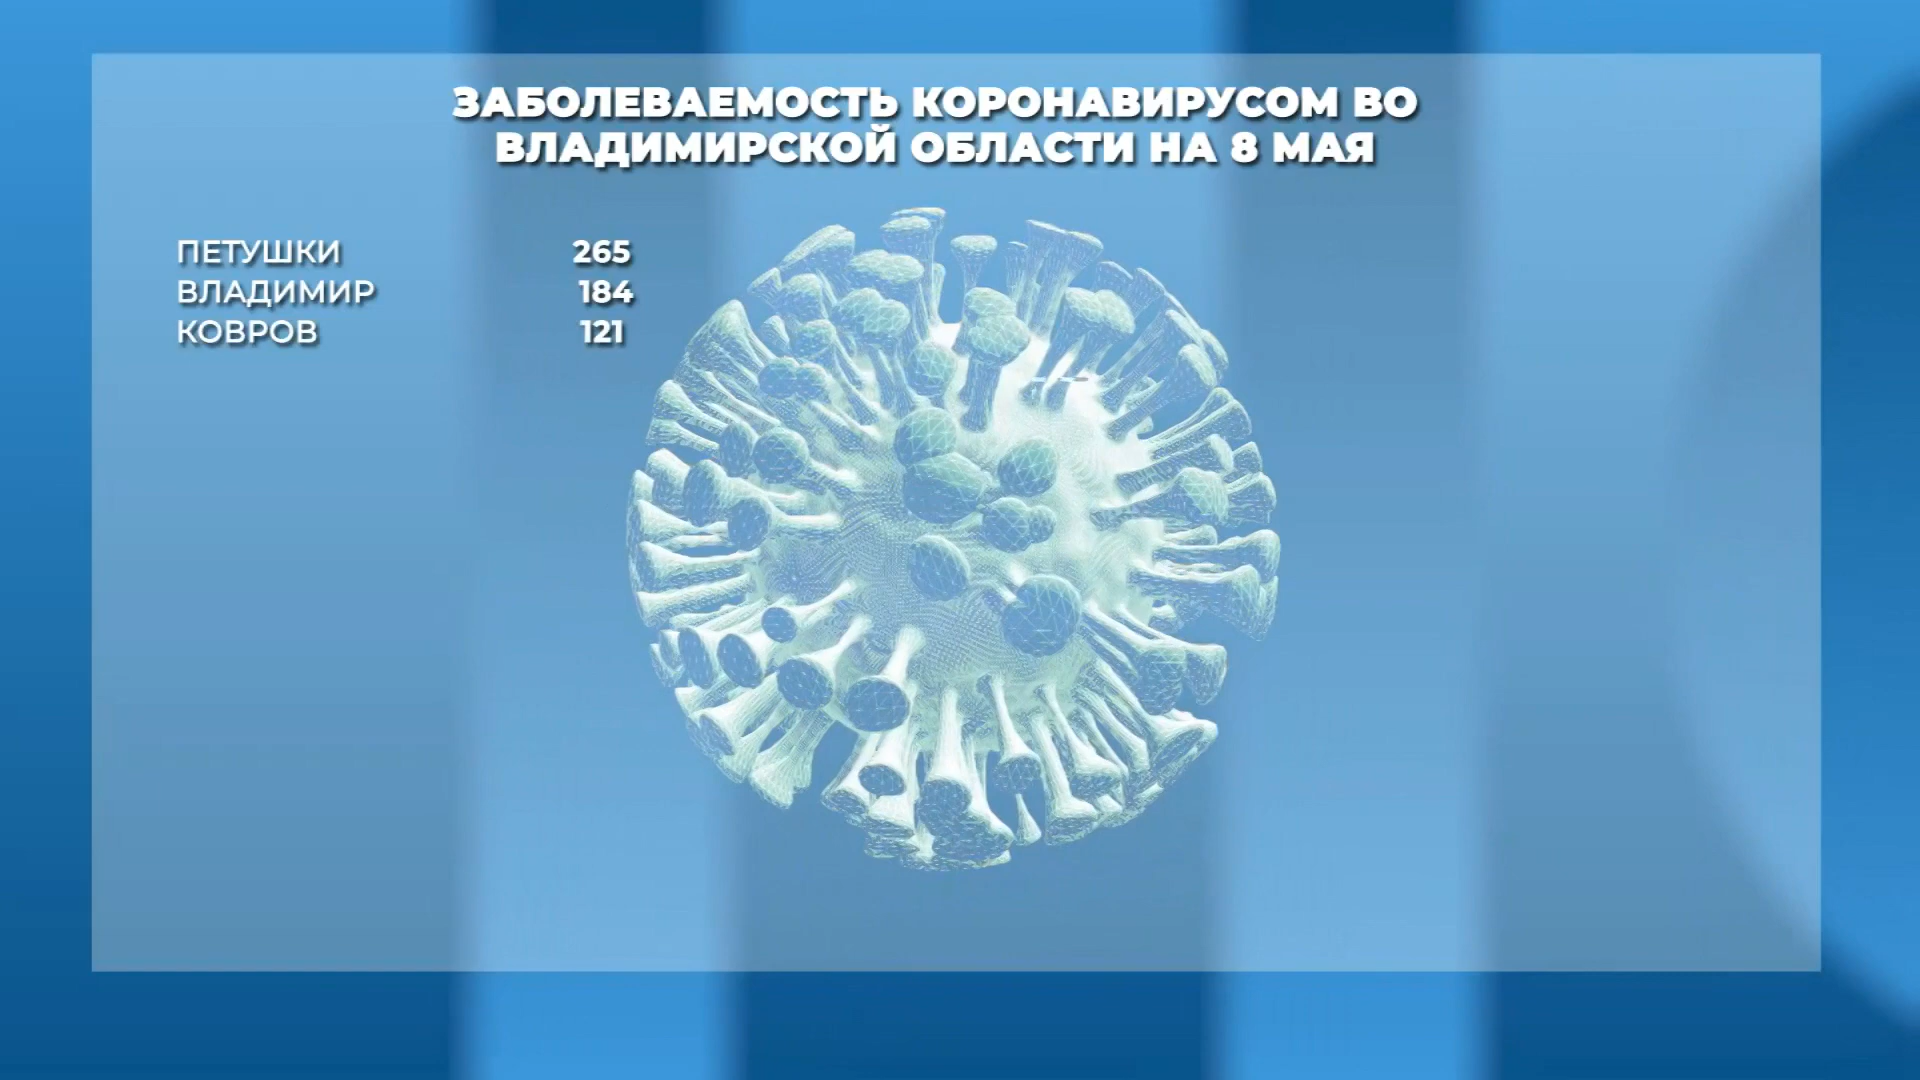 ЗАБОЛЕВАЕМОСТЬ КОРОНАВИРУСОМ ВО
ВЛАДИМИРСКОЙ ОБЛАСТИ НА 8 МАЯ
ПЕТУШКИ 265
ВЛАДИМИР 184
КОВРОВ 121